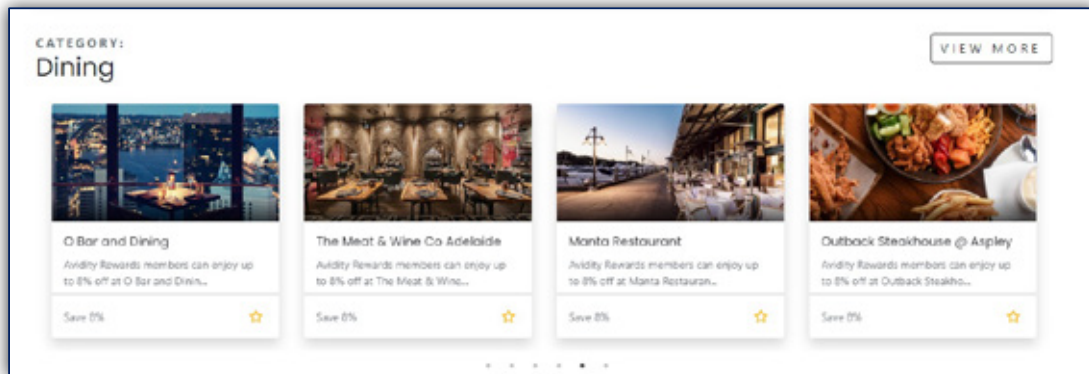 CATEGORY:
Dining
VIEW MORE
O Bar and Dining
Avidity Rewards members can enjoy up
to 8% off at O Bar and Dinin...
Save 8%
The Meat & Wine Co Adelaide
Avidity Rewards members can enjoy up
to 8% off at The Meat & Wine...
Save 8%
Manta Restaurant
Avidity Rewards members can enjoy up
to 8% off at Manta Restauran...
Save 8%
Outback Steakhouse @ Aspley
Avidity Rewards members can enjoy up
to 8% off at Outback Steakho...
Save 8%